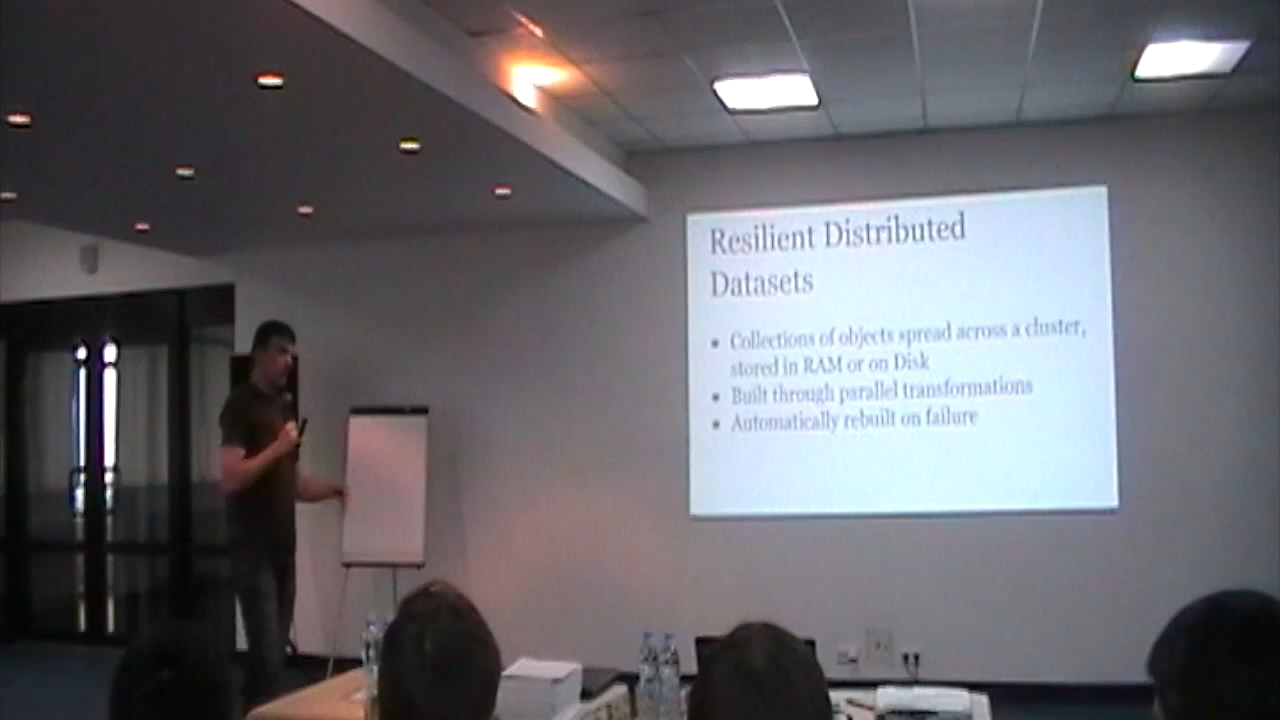 Resilient Distributed
Datasets
• Collections of objects spread across a cluster,
stored in RAM or on Disk
• Built through parallel transformations
• Automatically rebuilt on failure